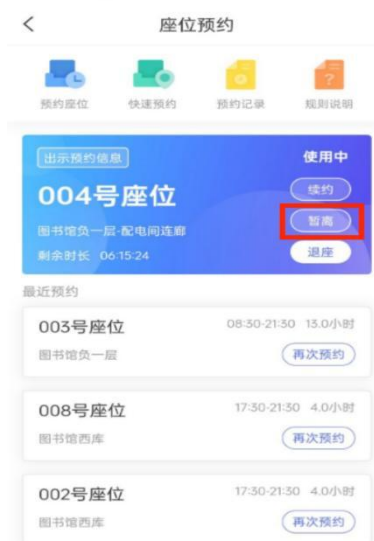 座位预约
预约座位 快速预约 预约记录 规则说明
出示预约信息 使用中
004号座位 续约
图书馆负一层-配电间连廊 暂离
剩余时长 06:15:24 退座
最近预约
003号座位 08:30-21:30 13.0小时
图书馆负一层 再次预约
008号座位 17:30-21:30 4.0小时
图书馆西库 再次预约
002号座位 17:30-21:30 4.0小时
图书馆西库 再次预约